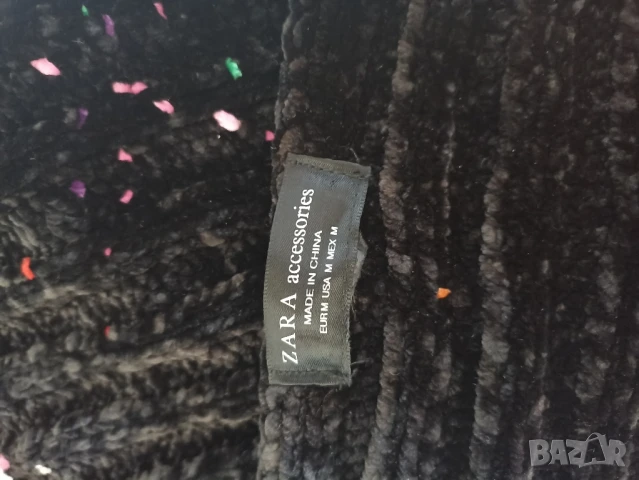 ZARA accessories
MADE IN CHINA
EUR M USA M MEX M
BAZAR